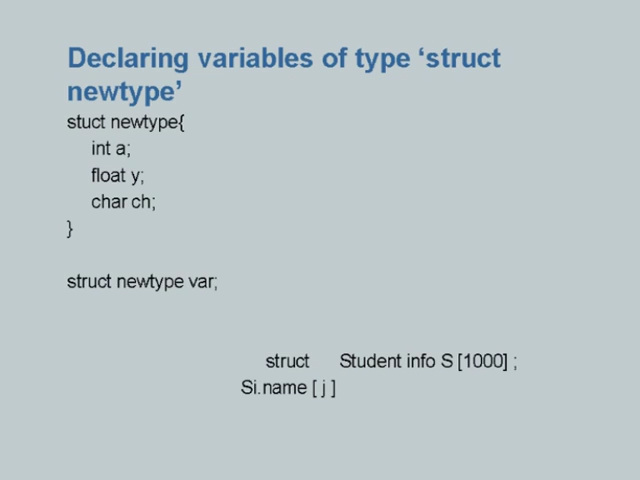 Declaring variables of type ‘struct
newtype’
stuct newtype{
int a;
float y;
char ch;
}
struct newtype var;
struct Student info S [1000] ;
Si.name [ j ]